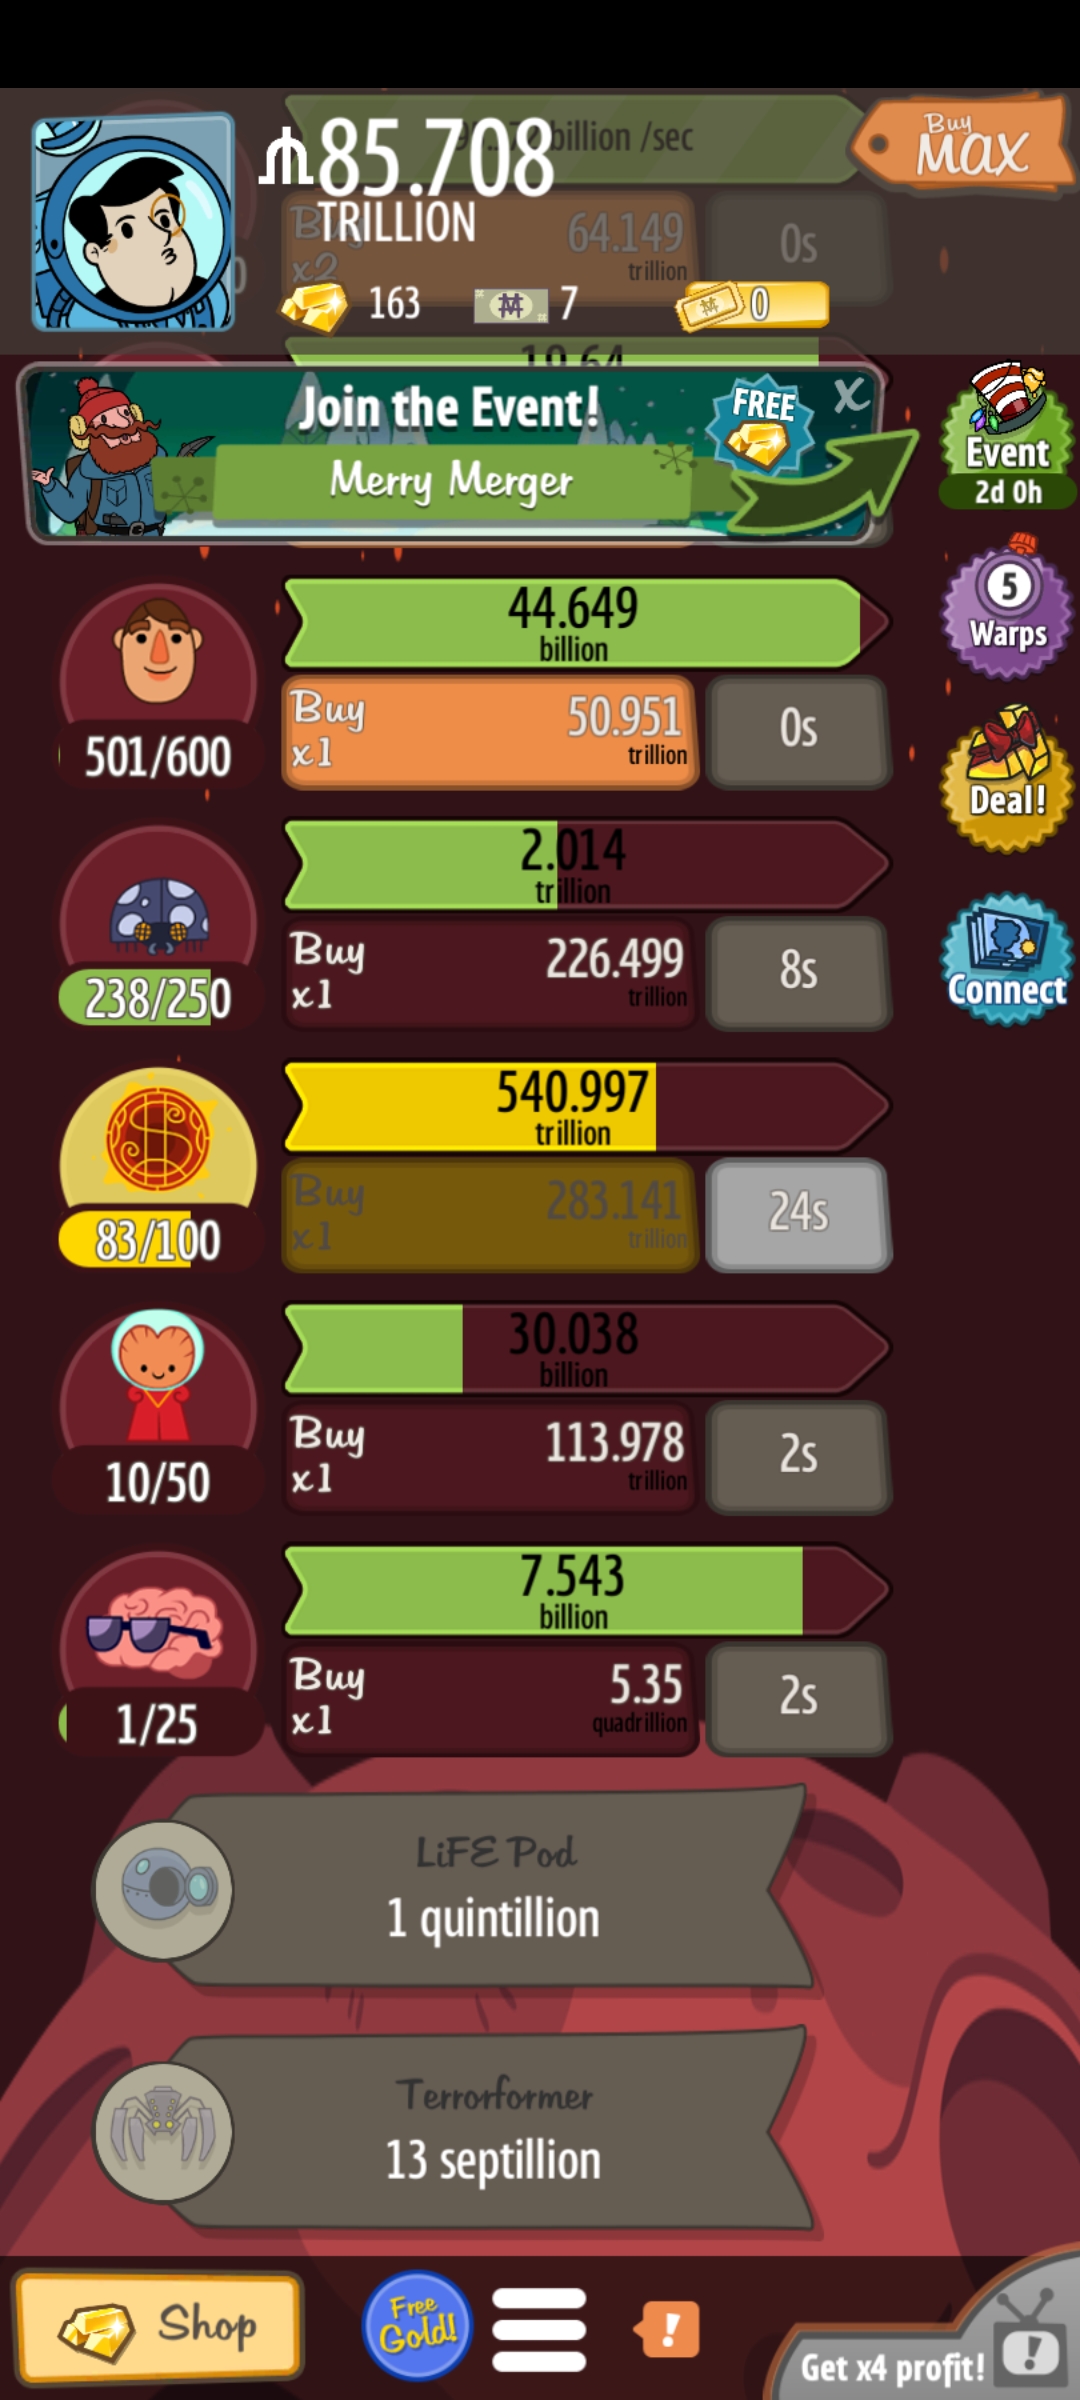 85.708
TRILLION
billion /sec
Buy
MAX
Buy
x2
64.149
trillion
0s
163
7
0
19.64
Join the Event!
FREE
X
Merry Merger
Event
2d 0h
44.649
billion
501/600
Buy
x1
50.951
trillion
0s
5
Warps
2.014
trillion
238/250
Buy
x1
226.499
trillion
8s
Deal!
Connect
540.997
trillion
83/100
Buy
x1
283.141
trillion
24s
30.038
billion
10/50
Buy
x1
113.978
trillion
2s
7.543
billion
1/25
Buy
x1
5.35
quadrillion
2s
LiFE Pod
1 quintillion
Terrorformer
13 septillion
Shop
Free
Gold!
!
Get x4 profit!
!